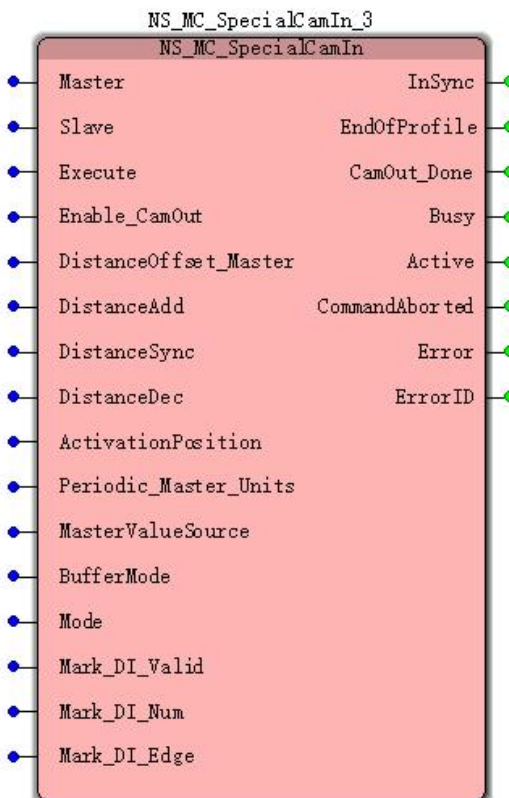 NS_MC_SpecialCamIn_3
NS_MC_SpecialCamIn
Master InSync
Slave EndOfProfile
Execute CamOut_Done
Enable_CamOut Busy
DistanceOffset_Master Active
DistanceAdd CommandAborted
DistanceSync Error
DistanceDec ErrorID
ActivationPosition
Periodic_Master_Units
MasterValueSource
BufferMode
Mode
Mark_DI_Valid
Mark_DI_Num
Mark_DI_Edge